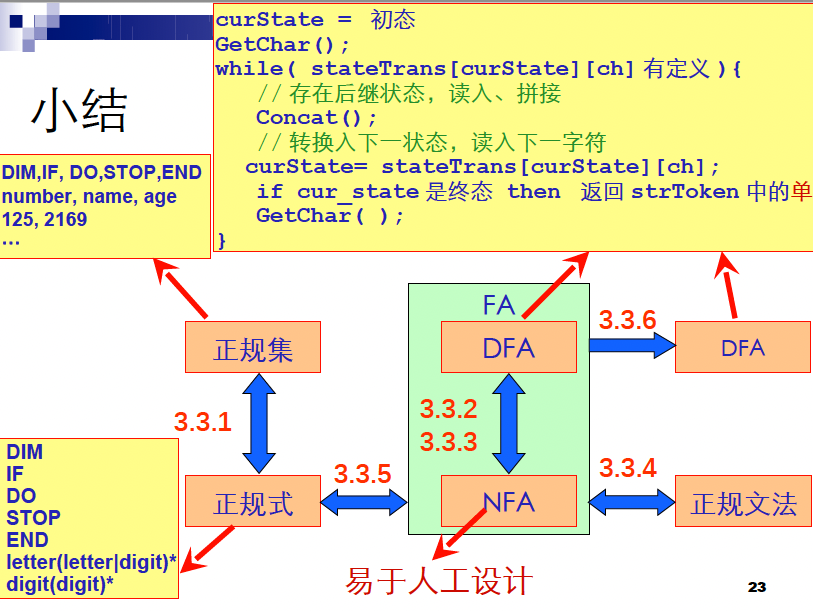 curState = 初态
GetChar();
while( stateTrans[curState][ch] 有定义 ){
// 存在后继状态，读入、拼接
Concat();
// 转换入下一状态，读入下一字符
curState= stateTrans[curState][ch];
if cur_state 是终态 then 返回 strToken 中的单
GetChar( );
}
小结
DIM,IF, DO,STOP,END
number, name, age
125, 2169
…
FA
正规集
DFA
3.3.6
DFA
3.3.1
3.3.2
3.3.3
DIM
IF
DO
STOP
END
letter(letter|digit)*
digit(digit)*
正规式
3.3.5
NFA
3.3.4
正规文法
易于人工设计
23